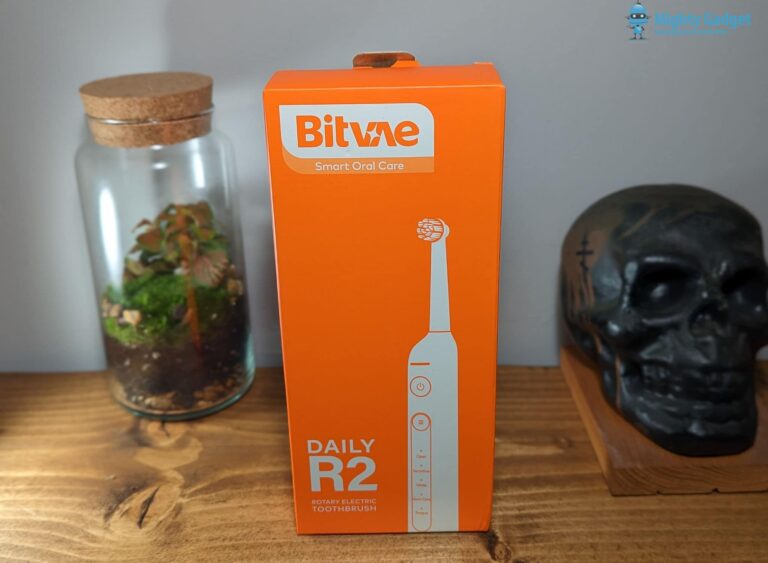 Mighty Gadget
Bitvae
Smart Oral Care
DAILY
R2
ROTARY ELECTRIC
TOOTHBRUSH